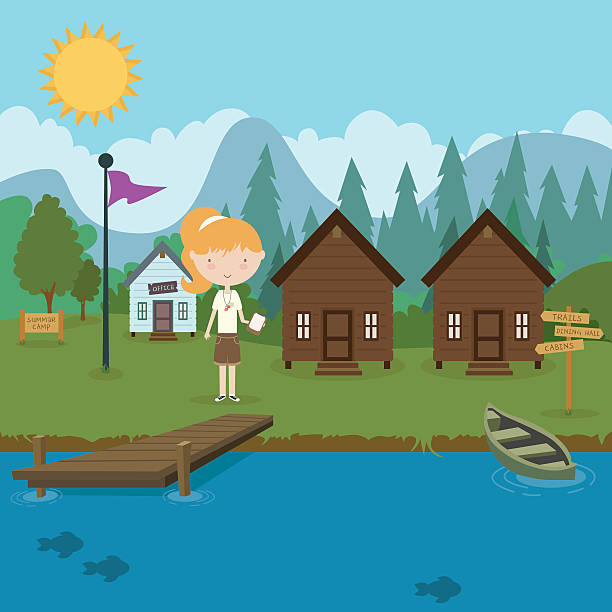 OFFICE
SUMMER
CAMP
TRAILS
DINING HALL
CABINS